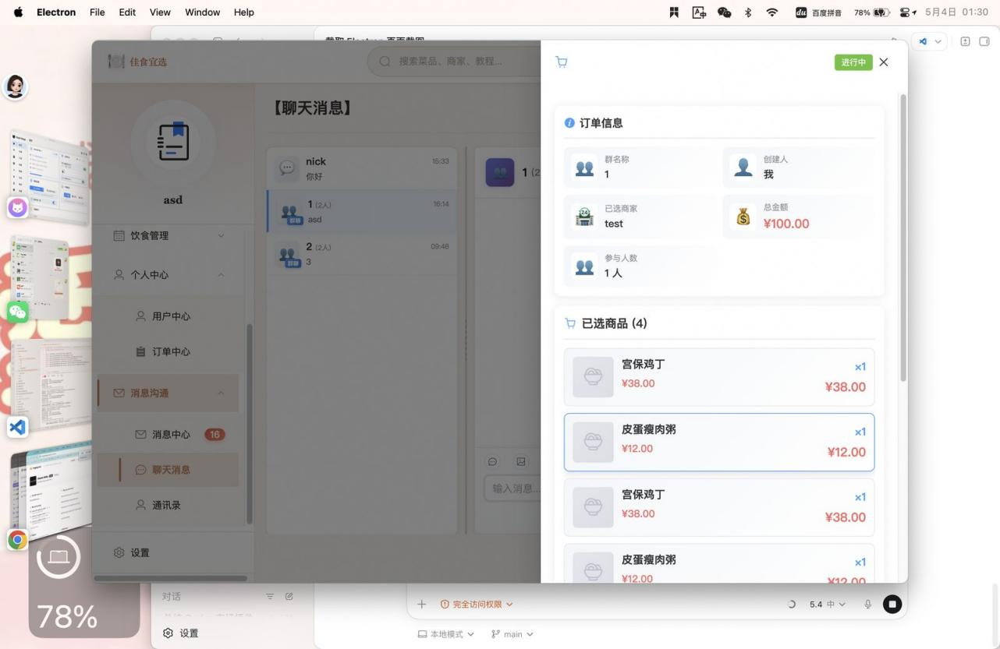 Electron File Edit View Window Help
百度拼音 78% 5月4日 01:30
佳食宜选
搜索菜品、商家、教程...
asd
饮食管理
个人中心
用户中心
订单中心
消息沟通
消息中心 16
聊天消息
通讯录
设置
【聊天消息】
nick 15:33
你好
1 (2人) 16:14
群聊 asd
2 (2人) 09:46
群聊 3
1 (2
输入消息...
进行中
订单信息
群名称
1
创建人
我
已选商家
test
总金额
¥100.00
参与人数
1 人
已选商品 (4)
宫保鸡丁 ×1
¥38.00 ¥38.00
皮蛋瘦肉粥 ×1
¥12.00 ¥12.00
宫保鸡丁 ×1
¥38.00 ¥38.00
皮蛋瘦肉粥 ×1
¥12.00 ¥12.00
78%
对话
设置
完全访问权限 5.4 中
本地模式 main